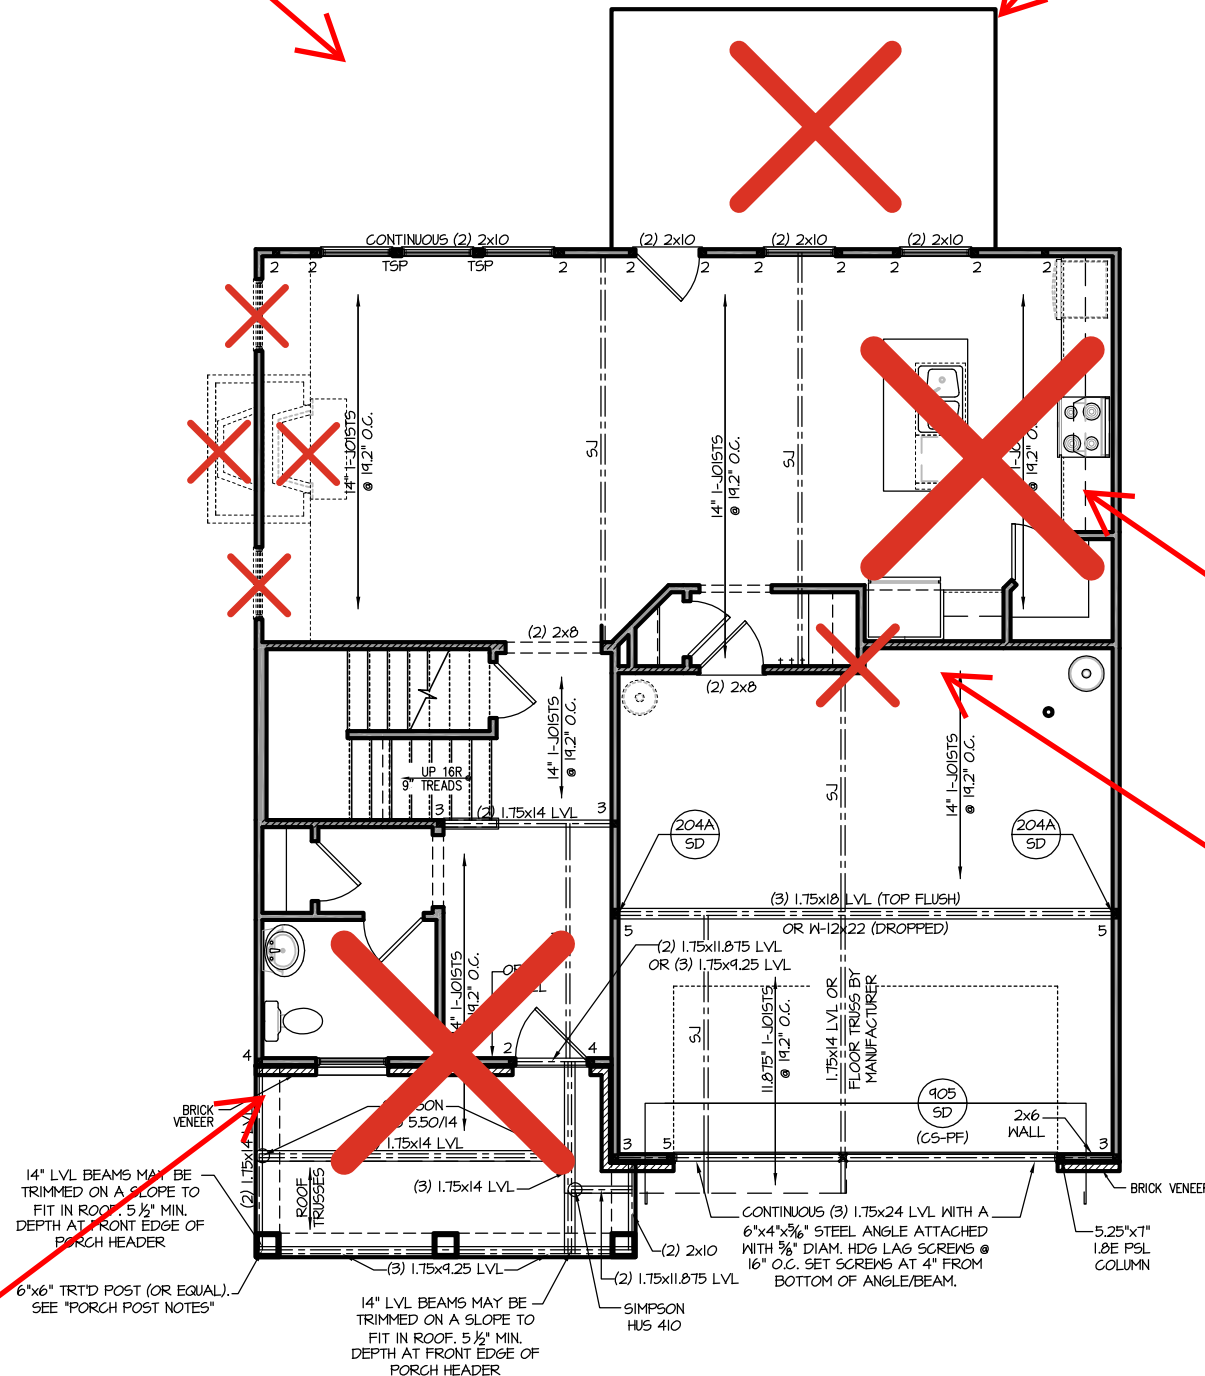 CONTINUOUS (2) 2x10
(2) 2x10
(2) 2x10
(2) 2x10
2
2
TSP
TSP
2
2
2
2
2
2
2
14" I-JOISTS
@ 19.2" O.C.
SJ
14" I-JOISTS
@ 19.2" O.C.
SJ
@ 19.2" O.C.
(2) 2x8
(2) 2x8
14" I-JOISTS
@ 19.2" O.C.
UP 16R
9" TREADS
3
(2) 1.75x14 LVL
3
SJ
14" I-JOISTS
@ 19.2" O.C.
204A
SD
204A
SD
(3) 1.75x18 LVL (TOP FLUSH)
OR W-12x22 (DROPPED)
5
5
(2) 1.75x11.875 LVL
OR (3) 1.75x9.25 LVL
I-JOISTS
19.2" O.C.
SJ
11.875" I-JOISTS
@ 19.2" O.C.
1.75x14 LVL OR
FLOOR TRUSS BY
MANUFACTURER
4
2
4
905
SD
(CS-PF)
2x6
WALL
3
5
3
BRICK
VENEER
5.50/14
1.75x14 LVL
(3) 1.75x14 LVL
(2) 1.75x14 LVL
ROOF
TRUSSES
14" LVL BEAMS MAY BE
TRIMMED ON A SLOPE TO
FIT IN ROOF. 5 1/2" MIN.
DEPTH AT FRONT EDGE OF
PORCH HEADER
6"x6" TRT'D POST (OR EQUAL).
SEE "PORCH POST NOTES"
(3) 1.75x9.25 LVL
(2) 2x10
(2) 1.75x11.875 LVL
SIMPSON
HUS 410
14" LVL BEAMS MAY BE
TRIMMED ON A SLOPE TO
FIT IN ROOF. 5 1/2" MIN.
DEPTH AT FRONT EDGE OF
PORCH HEADER
CONTINUOUS (3) 1.75x24 LVL WITH A
6"x4"x5/16" STEEL ANGLE ATTACHED
WITH 5/8" DIAM. HDG LAG SCREWS @
16" O.C. SET SCREWS AT 4" FROM
BOTTOM OF ANGLE/BEAM.
BRICK VENEER
5.25"x7"
1.8E PSL
COLUMN